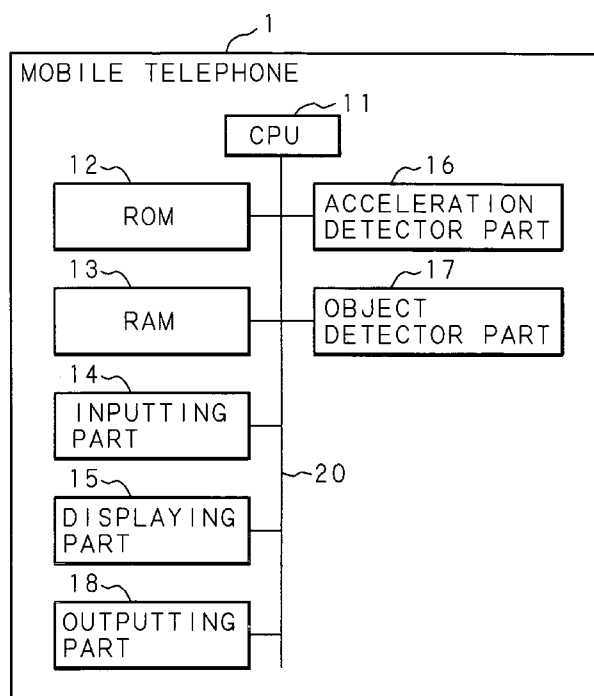 1
MOBILE TELEPHONE
11
CPU
12
ROM
16
ACCELERATION
DETECTOR PART
13
RAM
17
OBJECT
DETECTOR PART
14
INPUTTING
PART
20
15
DISPLAYING
PART
18
OUTPUTTING
PART